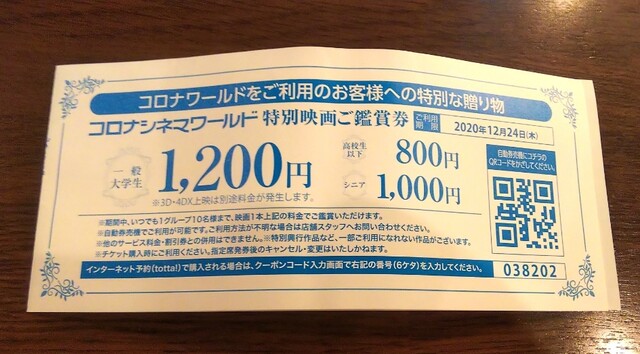 コロナワールドをご利用のお客様への特別な贈り物
コロナシネマワールド 特別映画ご鑑賞券 ご利用期限 2020年12月24日(木)
一般 大学生 1,200円
高校生以下 800円
シニア 1,000円
※3D・4DX上映は別途料金が発生します。
自動券売機にコチラの
QRコードをかざしてください。
※期間中、いつでも1グループ10名様まで、映画1本上記の料金でご鑑賞いただけます。
※自動券売機でご利用が可能です。ご利用方法が不明な場合は店舗スタッフへお問い合わせください。
※他のサービス料金・割引券との併用はできません。※特別興行作品など、一部ご利用になれない作品がございます。
※チケット購入時にご利用ください。指定席発券後のキャンセル・変更はいたしかねます。
インターネット予約(totta!)で購入される場合は、クーポンコード入力画面で右記の番号(6ケタ)を入力してください。
038202